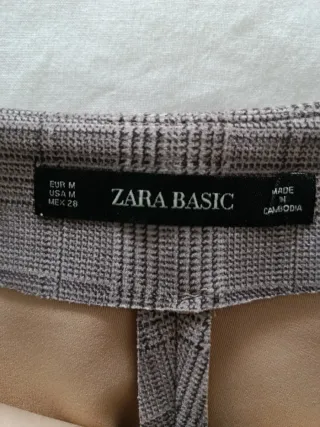 EUR M
USA M
MEX 28
ZARA BASIC
MADE
IN
CAMBODIA